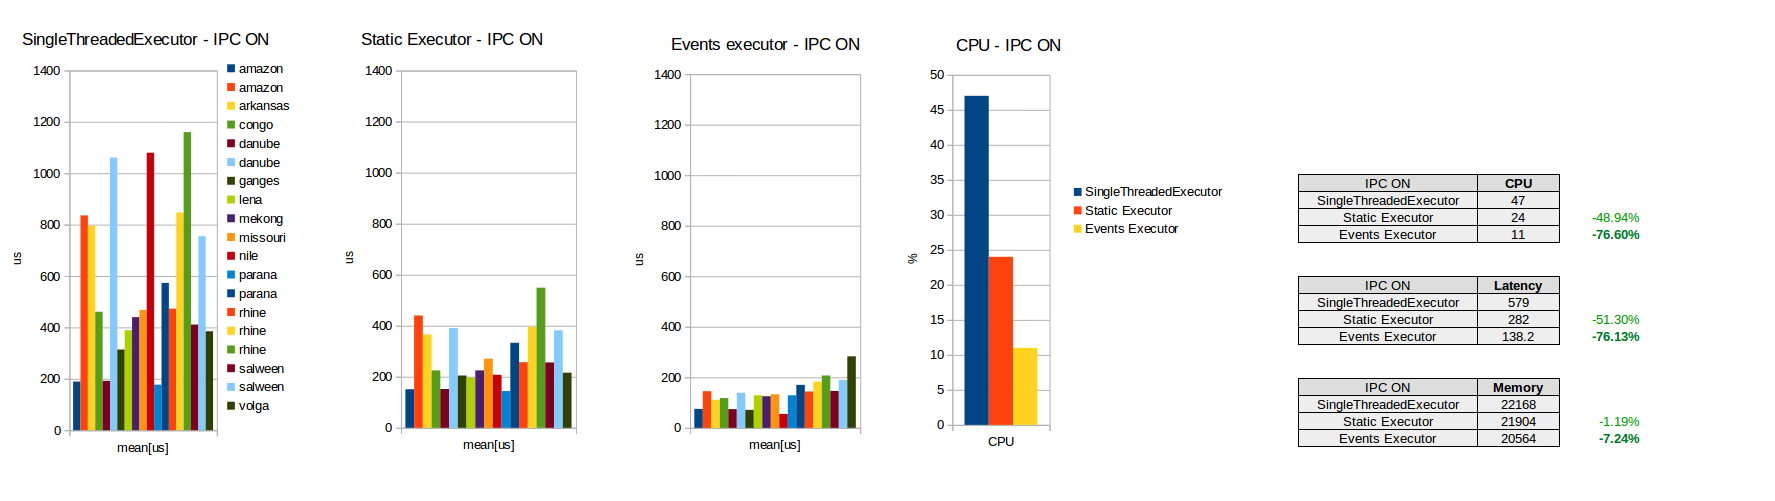 SingleThreadedExecutor - IPC ON
1400
1200
1000
800
600
400
200
0
us
mean[us]
amazon
amazon
arkansas
congo
danube
danube
ganges
lena
mekong
missouri
nile
parana
parana
rhine
rhine
rhine
salween
salween
volga
Static Executor - IPC ON
1400
1200
1000
800
600
400
200
0
us
mean[us]
Events executor - IPC ON
1400
1200
1000
800
600
400
200
0
us
mean[us]
CPU - IPC ON
50
45
40
35
30
25
20
15
10
5
0
%
CPU
SingleThreadedExecutor
Static Executor
Events Executor
IPC ON CPU
SingleThreadedExecutor 47
Static Executor 24 -48.94%
Events Executor 11 -76.60%
IPC ON Latency
SingleThreadedExecutor 579
Static Executor 282 -51.30%
Events Executor 138.2 -76.13%
IPC ON Memory
SingleThreadedExecutor 22168
Static Executor 21904 -1.19%
Events Executor 20564 -7.24%